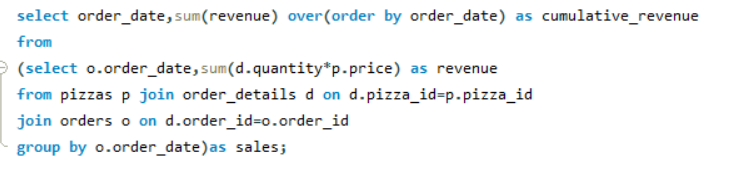 select order_date,sum(revenue) over(order by order_date) as cumulative_revenue
from
(select o.order_date,sum(d.quantity*p.price) as revenue
from pizzas p join order_details d on d.pizza_id=p.pizza_id
join orders o on d.order_id=o.order_id
group by o.order_date)as sales;